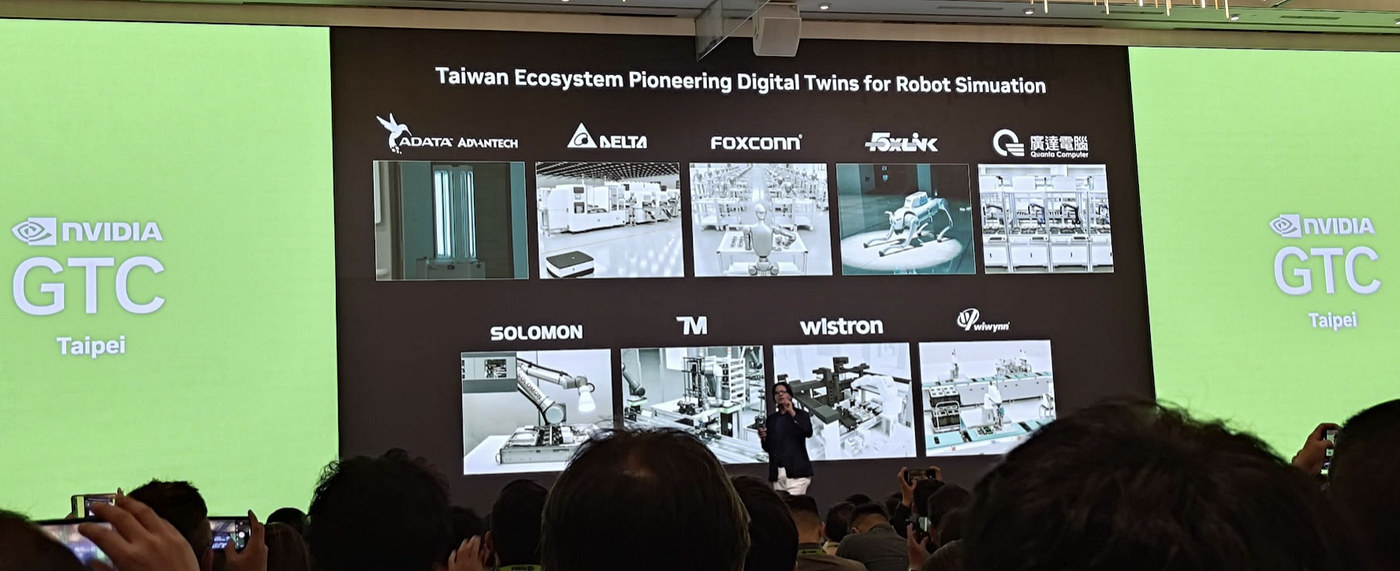 Taiwan Ecosystem Pioneering Digital Twins for Robot Simuation
ADATA ADVANTECH
DELTA
FOXCONN
FOXLINK
廣達電腦
Quanta Computer
NVIDIA
GTC
Taipei
NVIDIA
GTC
Taipei
SOLOMON
TM
wistron
wiwynn